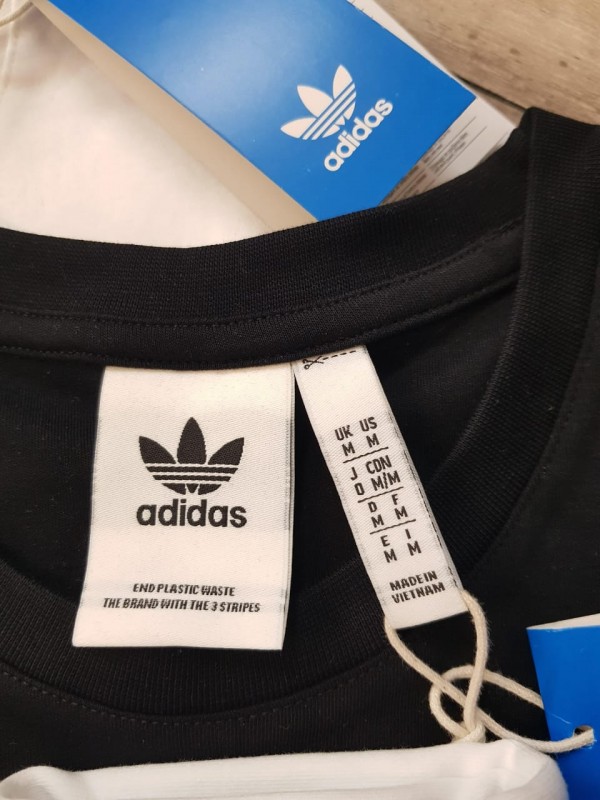 adidas
adidas
END PLASTIC WASTE
THE BRAND WITH THE 3 STRIPES
UK US
M M
J CDN
O M/M
D F
M M
E I
M M
MADE IN
VIETNAM